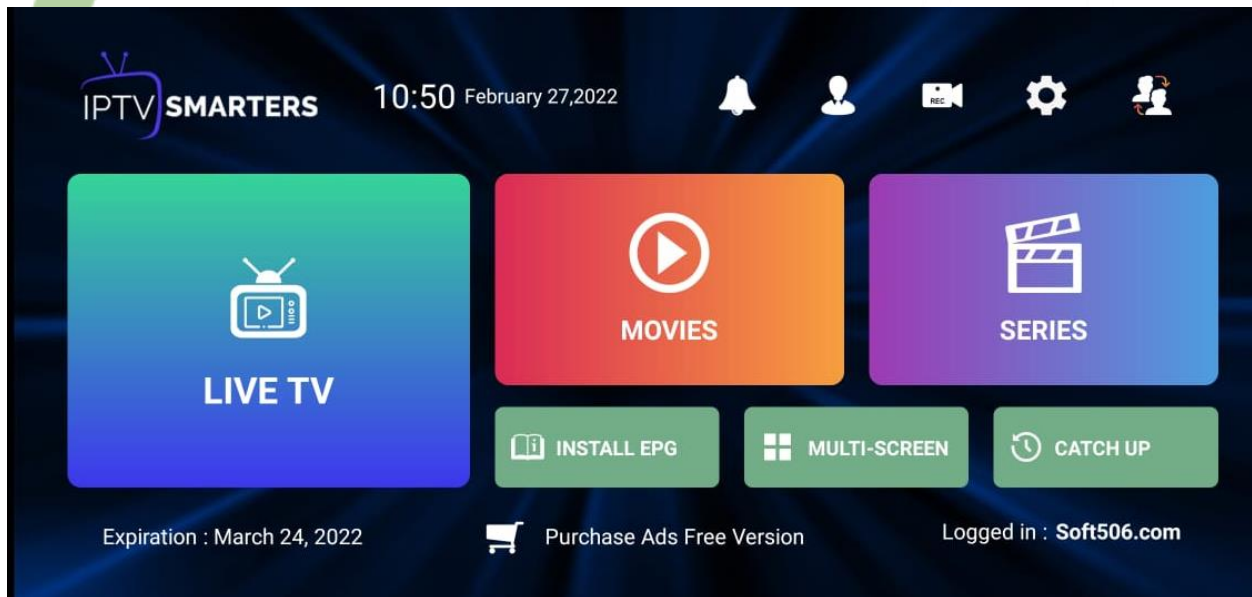 IPTV SMARTERS
10:50 February 27,2022
REC
MOVIES
SERIES
LIVE TV
INSTALL EPG
MULTI-SCREEN
CATCH UP
Expiration : March 24, 2022
Purchase Ads Free Version
Logged in : Soft506.com